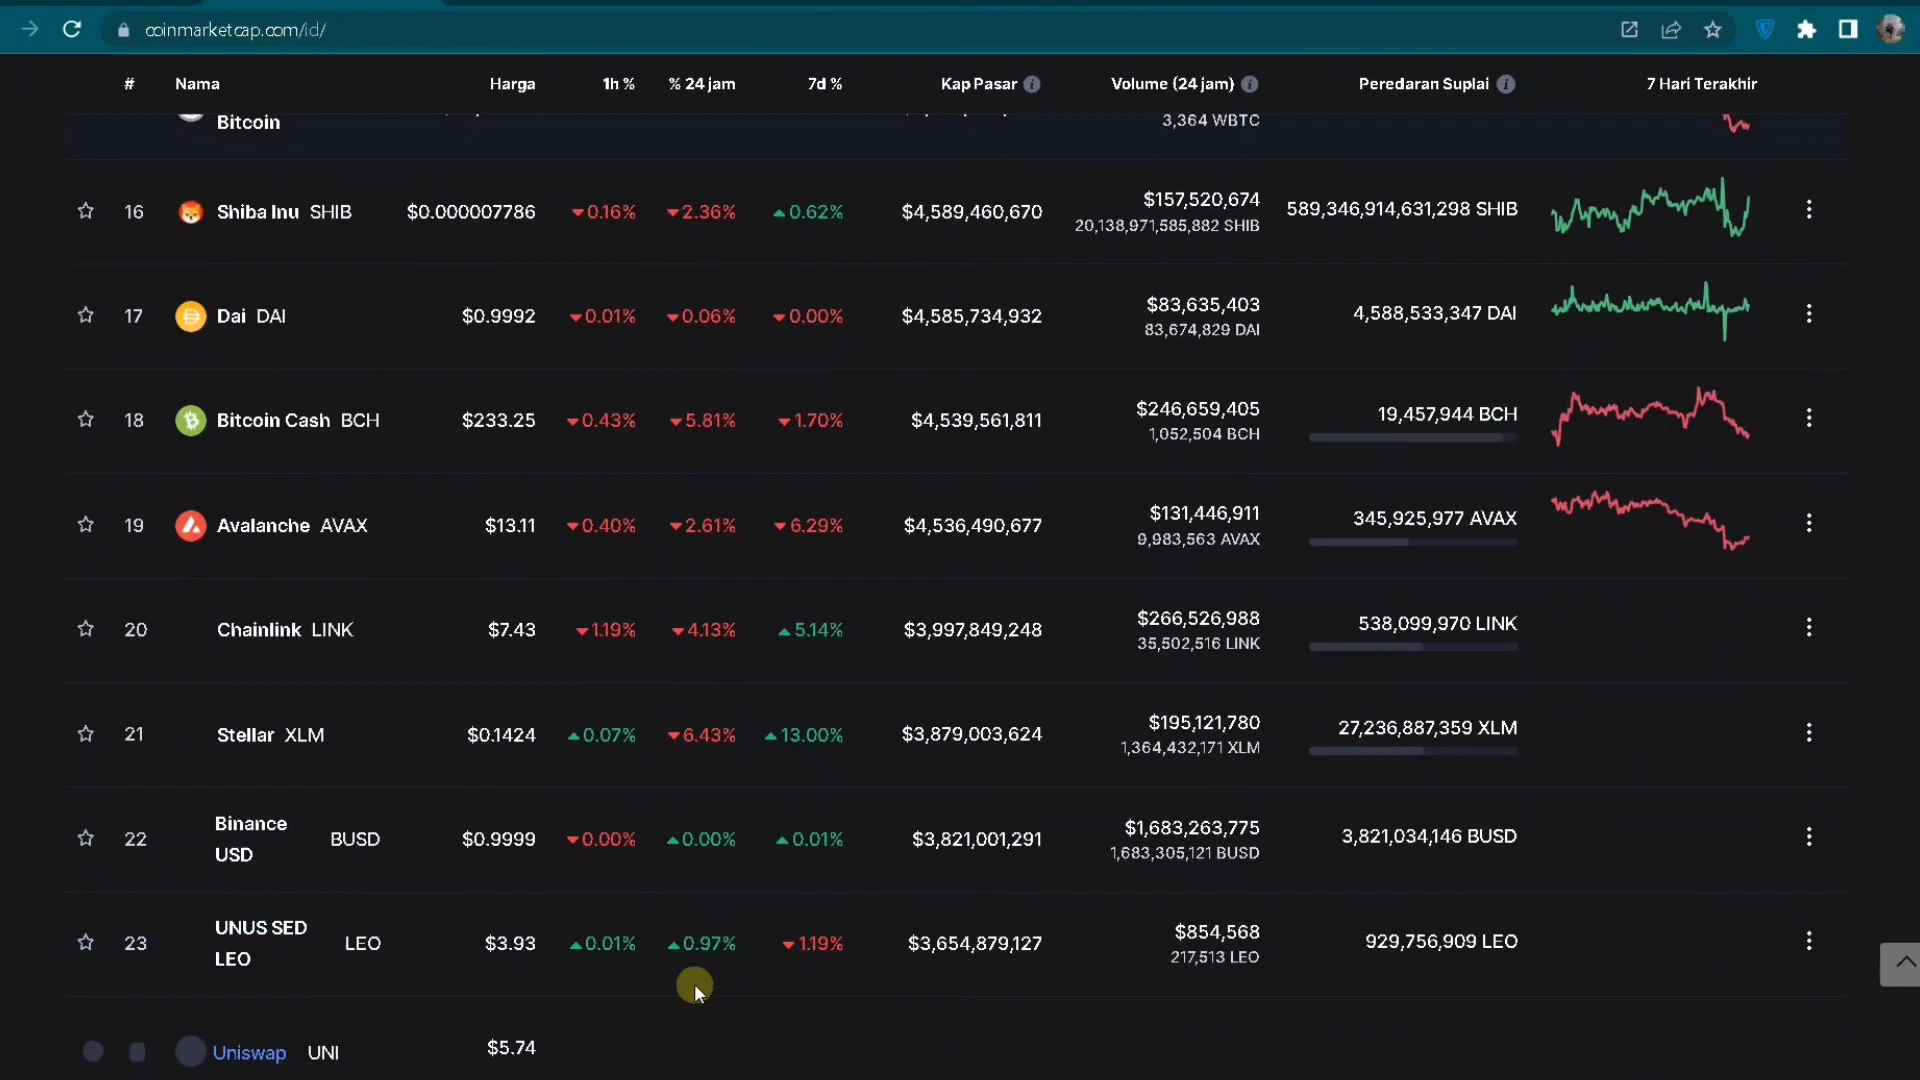 coinmarketcap.com/id/
# Nama Harga 1h % % 24 jam 7d % Kap Pasar Volume (24 jam) Peredaran Suplai 7 Hari Terakhir
Bitcoin
3,364 WBTC
16 Shiba Inu SHIB $0.000007786 0.16% 2.36% 0.62% $4,589,460,670 $157,520,674 589,346,914,631,298 SHIB
20,138,971,585,882 SHIB
17 Dai DAI $0.9992 0.01% 0.06% 0.00% $4,585,734,932 $83,635,403 4,588,533,347 DAI
83,674,829 DAI
18 Bitcoin Cash BCH $233.25 0.43% 5.81% 1.70% $4,539,561,811 $246,659,405 19,457,944 BCH
1,052,504 BCH
19 Avalanche AVAX $13.11 0.40% 2.61% 6.29% $4,536,490,677 $131,446,911 345,925,977 AVAX
9,983,563 AVAX
20 Chainlink LINK $7.43 1.19% 4.13% 5.14% $3,997,849,248 $266,526,988 538,099,970 LINK
35,502,516 LINK
21 Stellar XLM $0.1424 0.07% 6.43% 13.00% $3,879,003,624 $195,121,780 27,236,887,359 XLM
1,364,432,171 XLM
22 Binance USD BUSD $0.9999 0.00% 0.00% 0.01% $3,821,001,291 $1,683,263,775 3,821,034,146 BUSD
1,683,305,121 BUSD
23 UNUS SED LEO LEO $3.93 0.01% 0.97% 1.19% $3,654,879,127 $854,568 929,756,909 LEO
217,513 LEO
Uniswap UNI $5.74